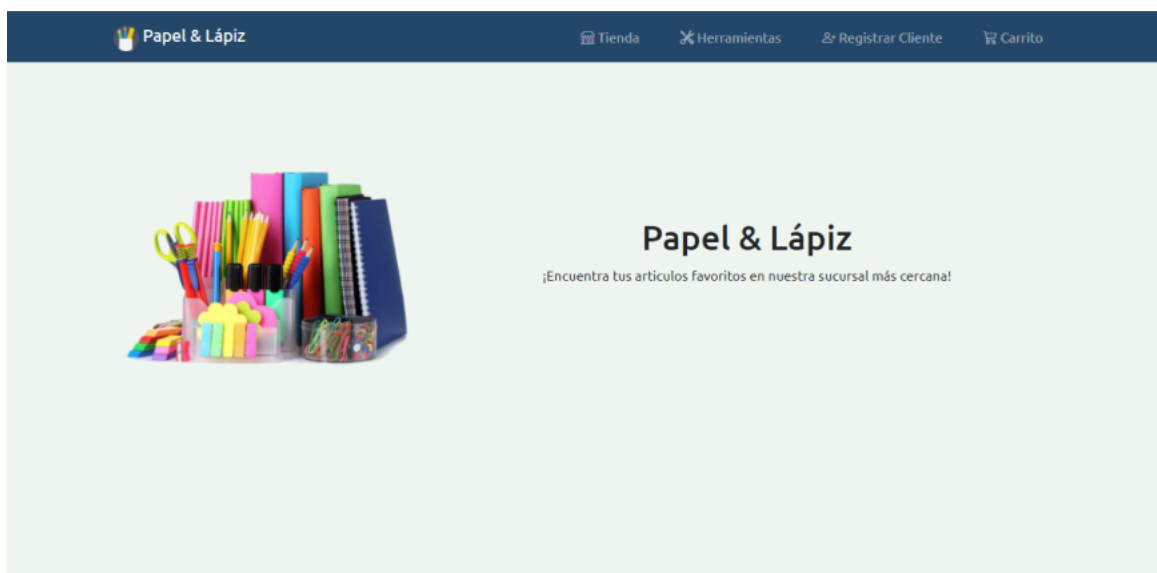 Papel & Lápiz
Tienda
Herramientas
Registrar Cliente
Carrito
Papel & Lápiz
¡Encuentra tus articulos favoritos en nuestra sucursal más cercana!